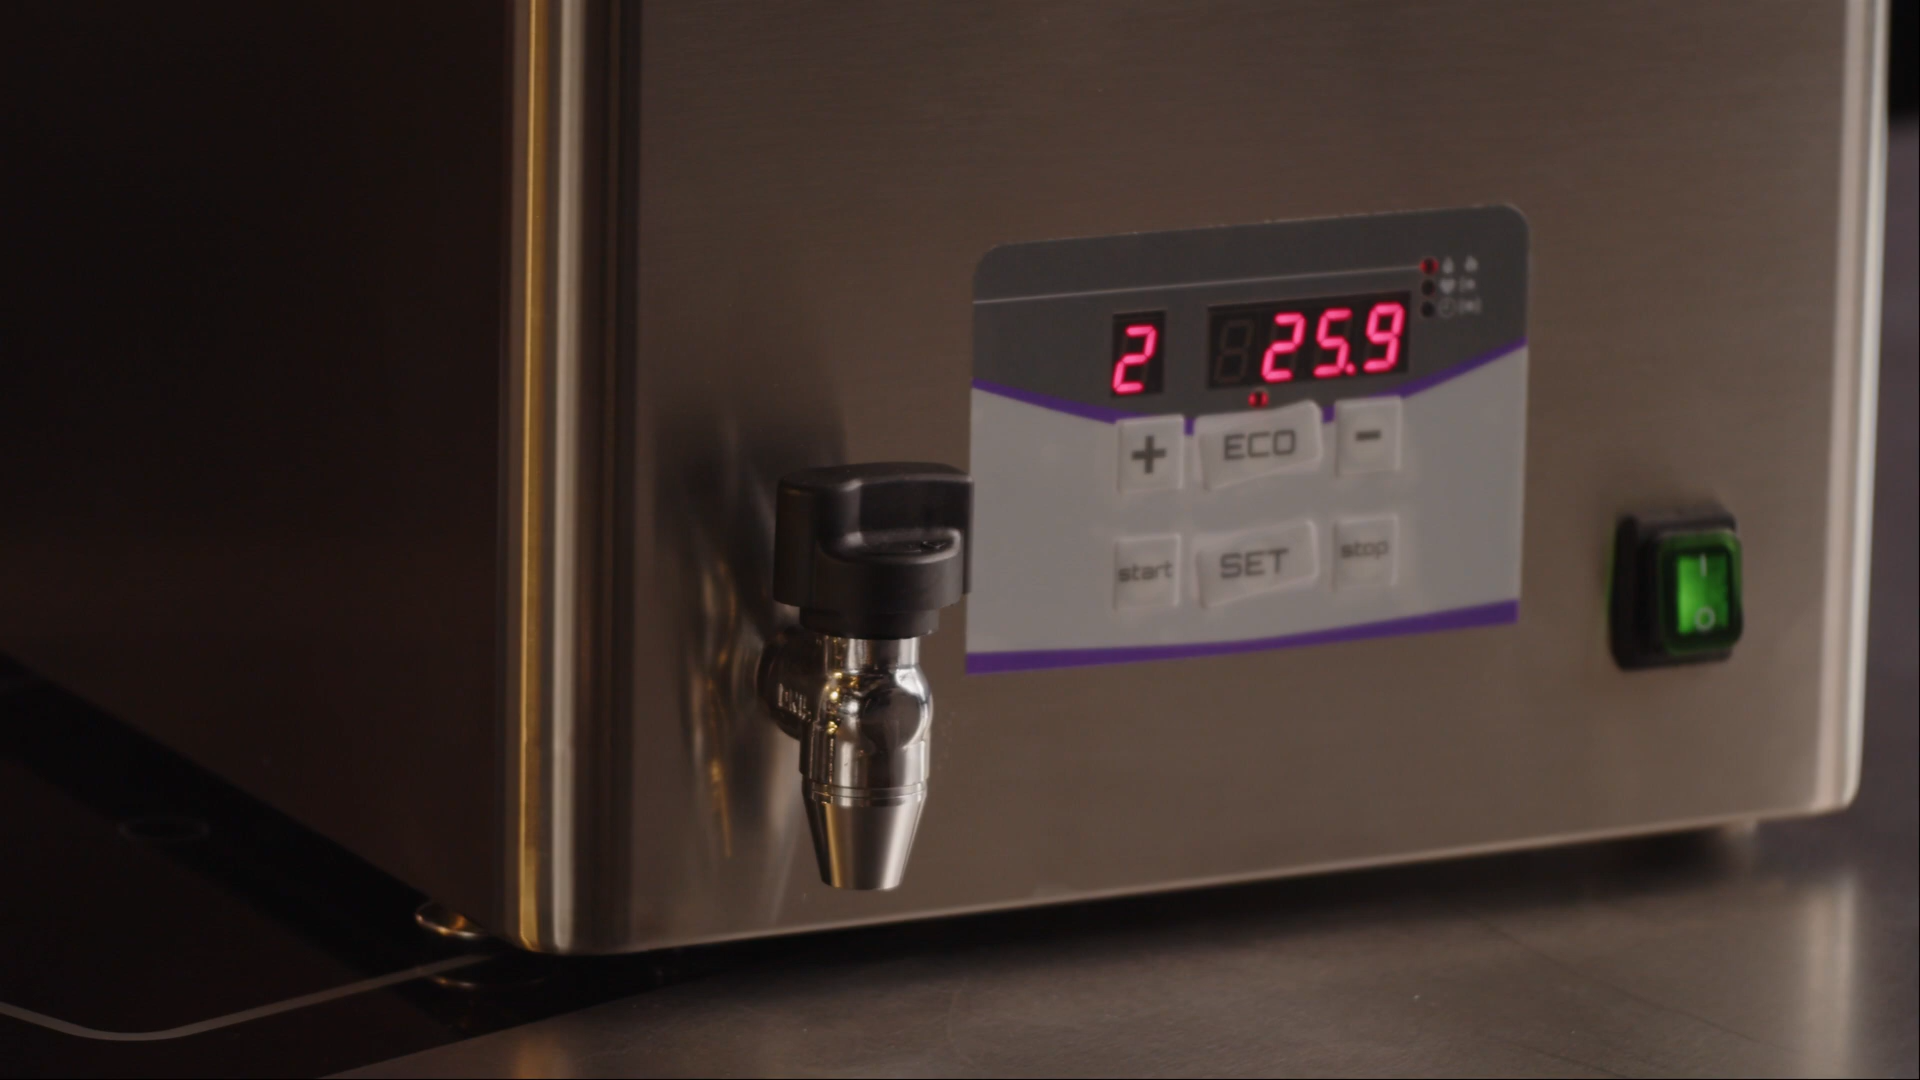 2 25.9
+ ECO -
start SET stop
I
O